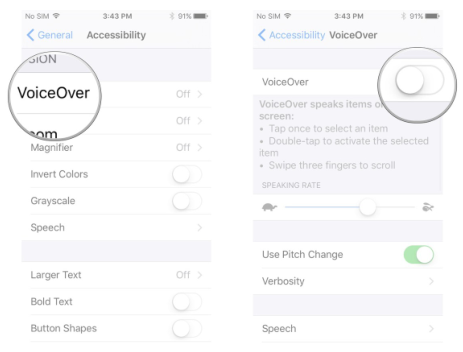 No SIM 3:43 PM 91%
General Accessibility
SION
VoiceOver Off
Off
Magnifier Off
Invert Colors
Grayscale
Speech
Larger Text Off
Bold Text
Button Shapes
No SIM 3:43 PM 91%
Accessibility VoiceOver
VoiceOver
VoiceOver speaks items on
screen:
• Tap once to select an item
• Double-tap to activate the selected
item
• Swipe three fingers to scroll
SPEAKING RATE
Use Pitch Change
Verbosity
Speech